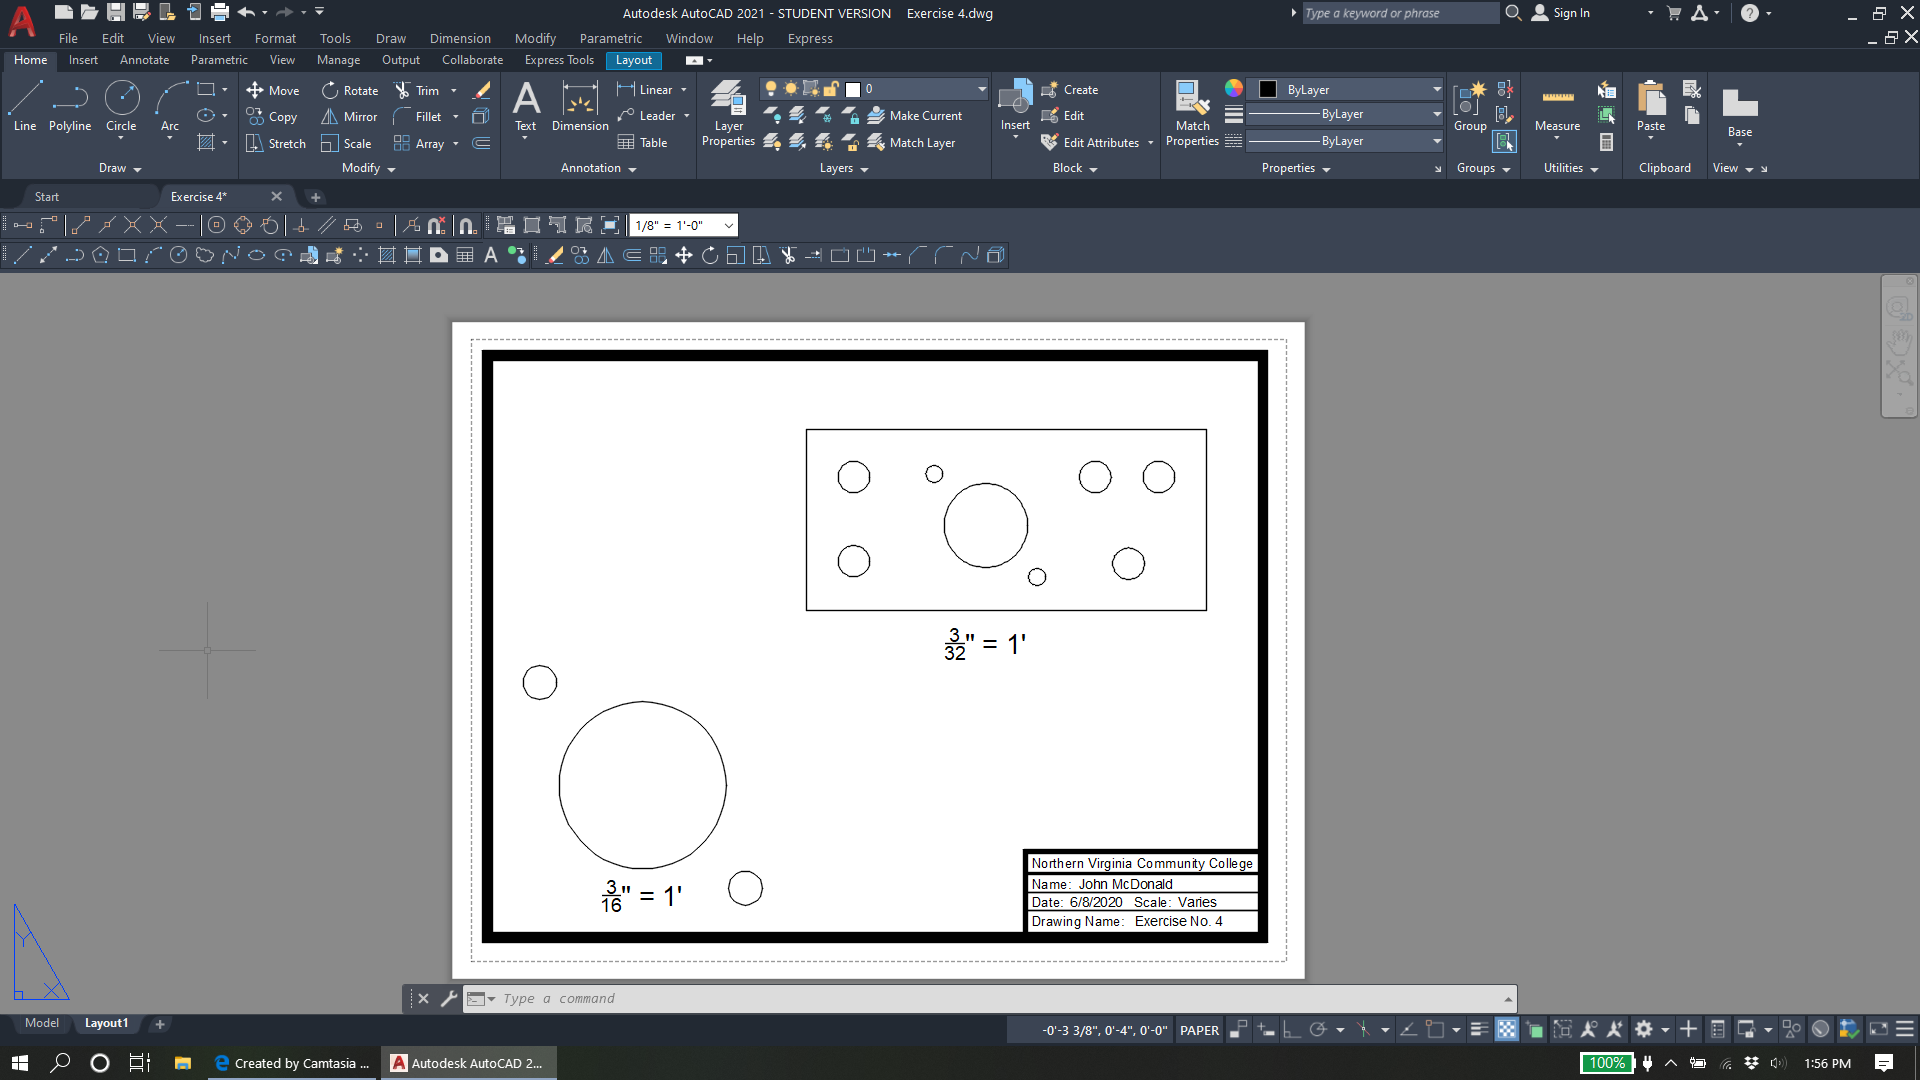 Autodesk AutoCAD 2021 - STUDENT VERSION Exercise 4.dwg
Type a keyword or phrase
Sign In
File Edit View Insert Format Tools Draw Dimension Modify Parametric Window Help Express
Home Insert Annotate Parametric View Manage Output Collaborate Express Tools Layout
Line Polyline Circle Arc
Move Rotate Trim
Copy Mirror Fillet
Stretch Scale Array
Text Dimension
Linear
Leader
Table
Layer Properties
0
Make Current
Match Layer
Insert
Create
Edit
Edit Attributes
Match Properties
ByLayer
ByLayer
ByLayer
Group
Measure
Paste
Base
Draw Modify Annotation Layers Block Properties Groups Utilities Clipboard View
Start Exercise 4*
1/8" = 1'-0"
3/32" = 1'
3/16" = 1'
Northern Virginia Community College
Name: John McDonald
Date: 6/8/2020 Scale: Varies
Drawing Name: Exercise No. 4
Y
X
Type a command
Model Layout1
-0'-3 3/8", 0'-4", 0'-0" PAPER
Created by Camtasia ...
Autodesk AutoCAD 2...
100%
1:56 PM